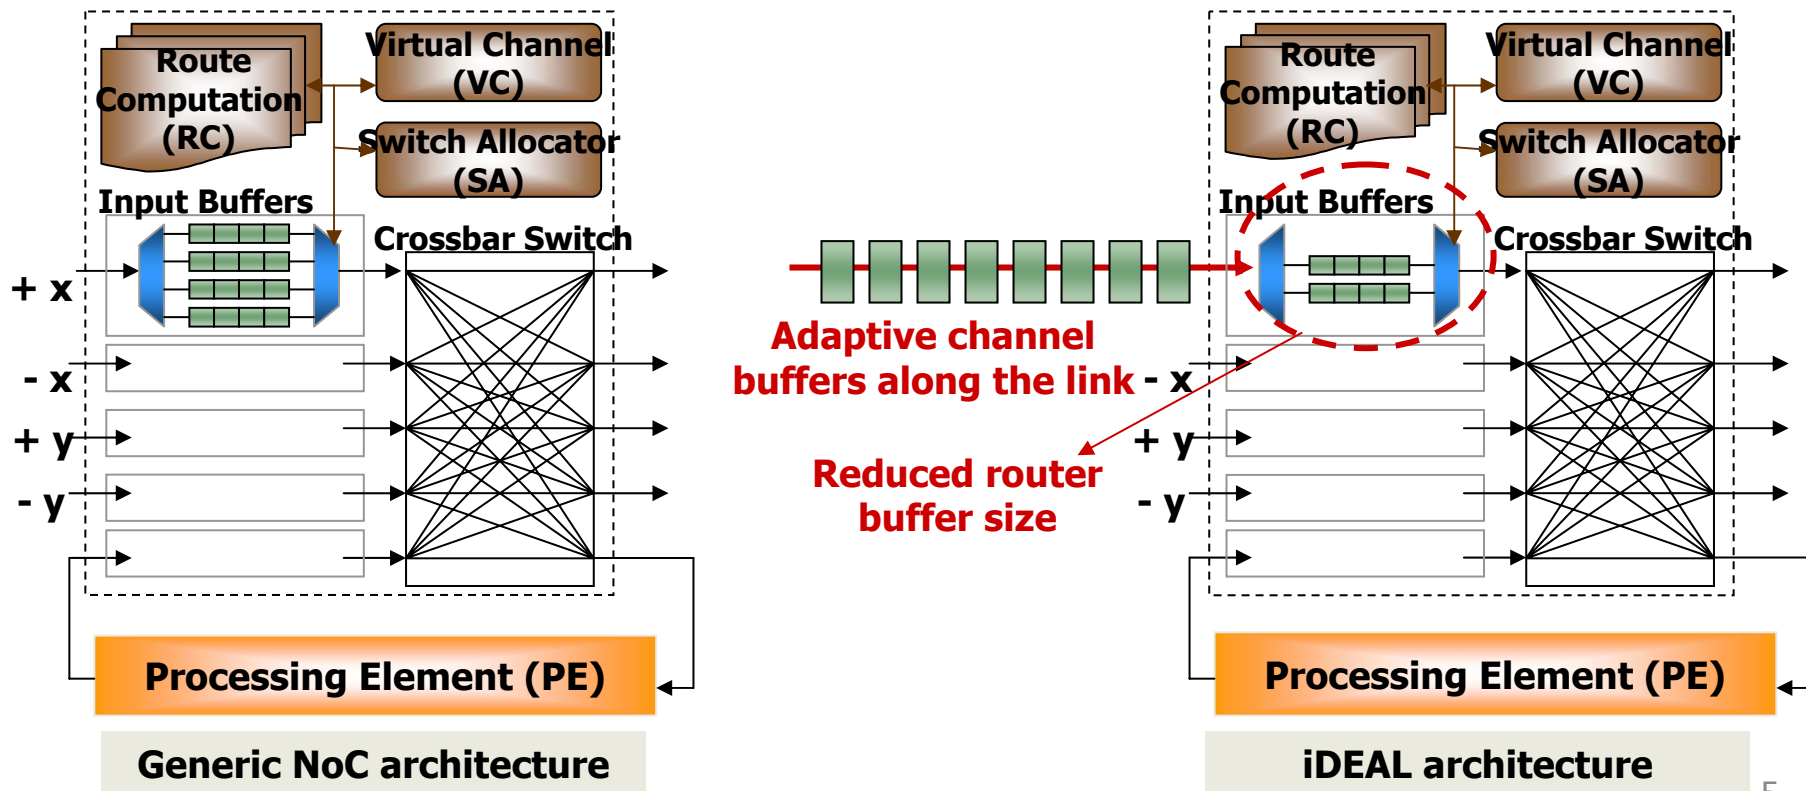 Route
Computation
(RC)
Virtual Channel
(VC)
Switch Allocator
(SA)
Input Buffers
Crossbar Switch
+ x
- x
+ y
- y
Processing Element (PE)
Generic NoC architecture
Adaptive channel
buffers along the link
Reduced router
buffer size
Route
Computation
(RC)
Virtual Channel
(VC)
Switch Allocator
(SA)
Input Buffers
Crossbar Switch
- x
+ y
- y
Processing Element (PE)
iDEAL architecture